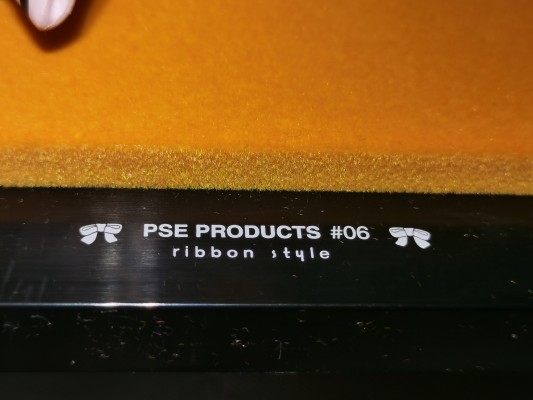 PSE PRODUCTS #06
ribbon style